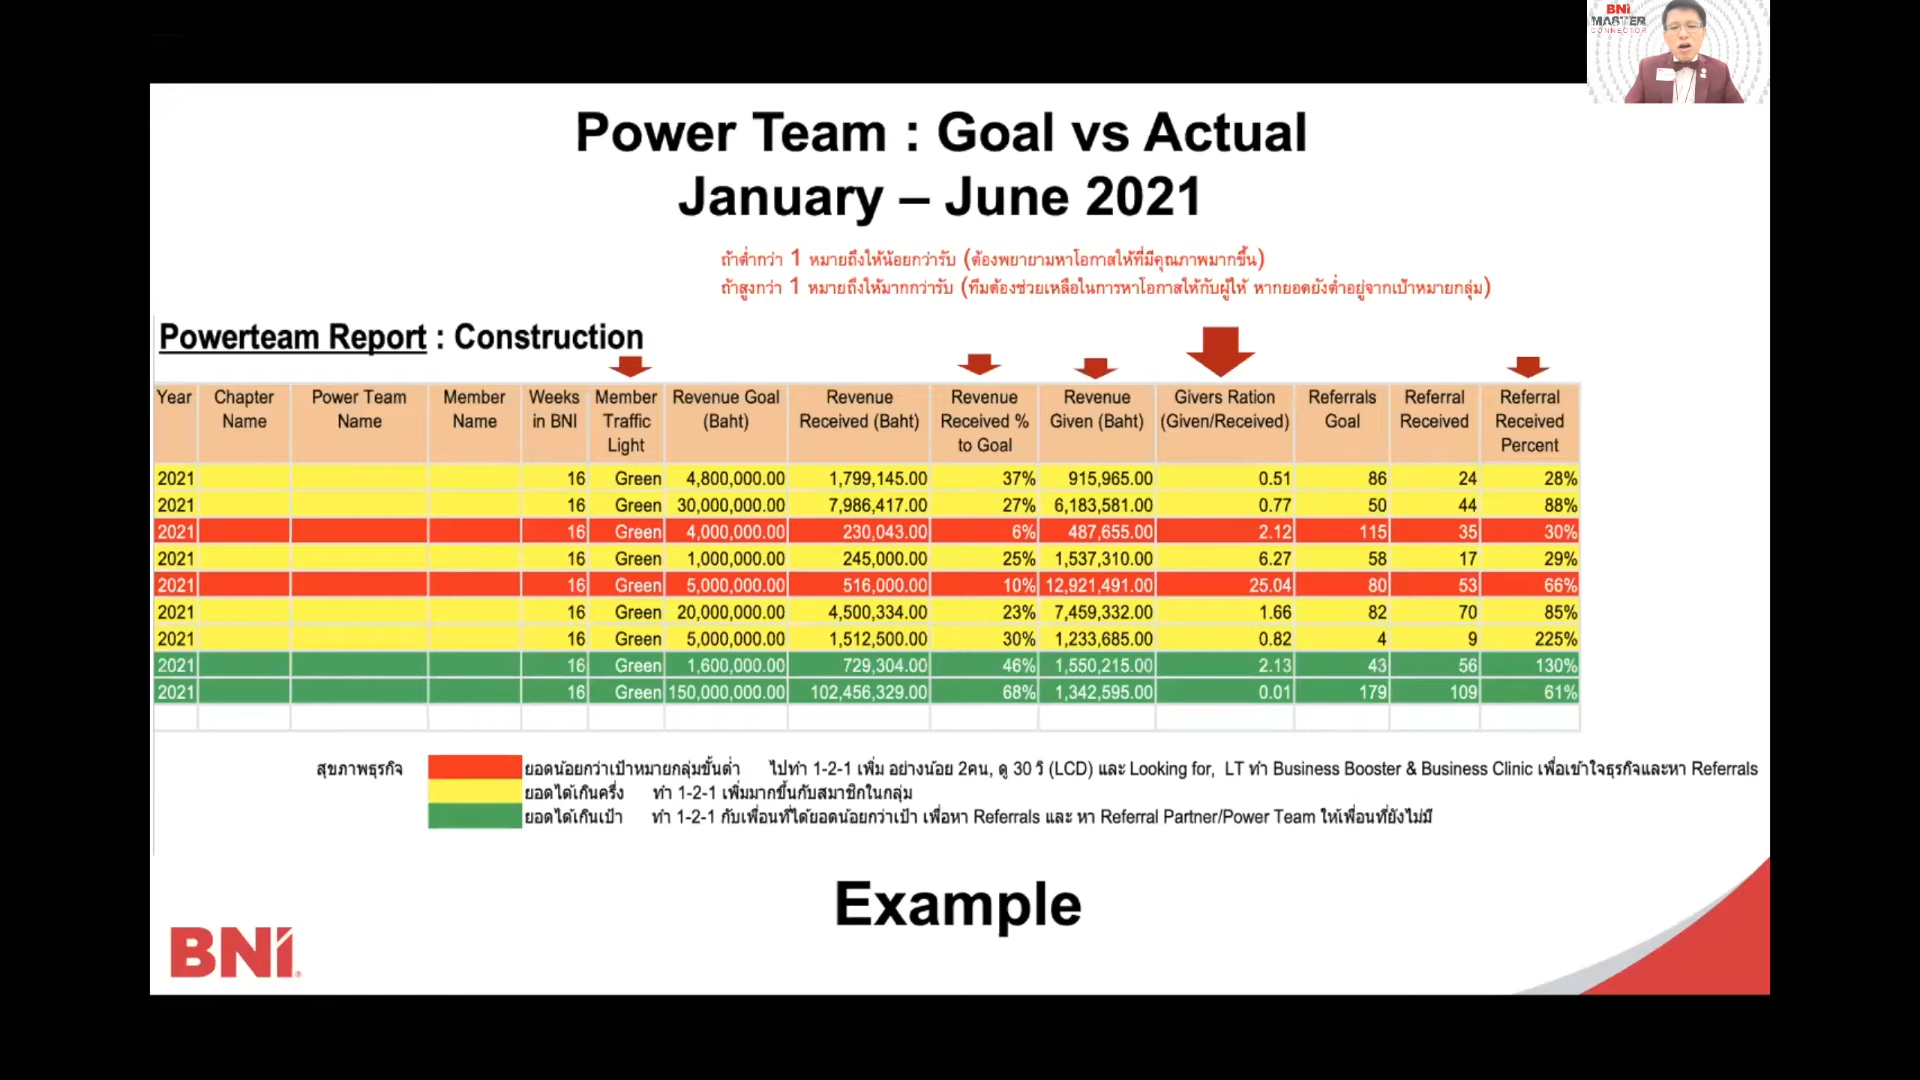 BNI
MASTER
CONNECTOR
Power Team : Goal vs Actual
January – June 2021
ถ้าต่ำกว่า 1 หมายถึงให้น้อยกว่ารับ (ต้องพยายามหาโอกาสให้ที่มีคุณภาพมากขึ้น)
ถ้าสูงกว่า 1 หมายถึงให้มากกว่ารับ (ทีมต้องช่วยเหลือในการหาโอกาสให้กับผู้ให้ หากยอดยังต่ำอยู่จากเป้าหมายกลุ่ม)
Powerteam Report : Construction
Year Chapter Name Power Team Name Member Name Weeks in BNI Member Traffic Light Revenue Goal (Baht) Revenue Received (Baht) Revenue Received % to Goal Revenue Given (Baht) Givers Ration (Given/Received) Referrals Goal Referral Received Referral Received Percent
2021 16 Green 4,800,000.00 1,799,145.00 37% 915,965.00 0.51 86 24 28%
2021 16 Green 30,000,000.00 7,986,417.00 27% 6,183,581.00 0.77 50 44 88%
2021 16 Green 4,000,000.00 230,043.00 6% 487,655.00 2.12 115 35 30%
2021 16 Green 1,000,000.00 245,000.00 25% 1,537,310.00 6.27 58 17 29%
2021 16 Green 5,000,000.00 516,000.00 10% 12,921,491.00 25.04 80 53 66%
2021 16 Green 20,000,000.00 4,500,334.00 23% 7,459,332.00 1.66 82 70 85%
2021 16 Green 5,000,000.00 1,512,500.00 30% 1,233,685.00 0.82 4 9 225%
2021 16 Green 1,600,000.00 729,304.00 46% 1,550,215.00 2.13 43 56 130%
2021 16 Green 150,000,000.00 102,456,329.00 68% 1,342,595.00 0.01 179 109 61%
สุขภาพธุรกิจ ยอดน้อยกว่าเป้าหมายกลุ่มขั้นต่ำ ไปทำ 1-2-1 เพิ่ม อย่างน้อย 2คน, ดู 30 วิ (LCD) และ Looking for, LT ทำ Business Booster & Business Clinic เพื่อเข้าใจธุรกิจและหา Referrals
ยอดได้เกินครึ่ง ทำ 1-2-1 เพิ่มมากขึ้นกับสมาชิกในกลุ่ม
ยอดได้เกินเป้า ทำ 1-2-1 กับเพื่อนที่ได้ยอดน้อยกว่าเป้า เพื่อหา Referrals และ หา Referral Partner/Power Team ให้เพื่อนที่ยังไม่มี
Example
BNI